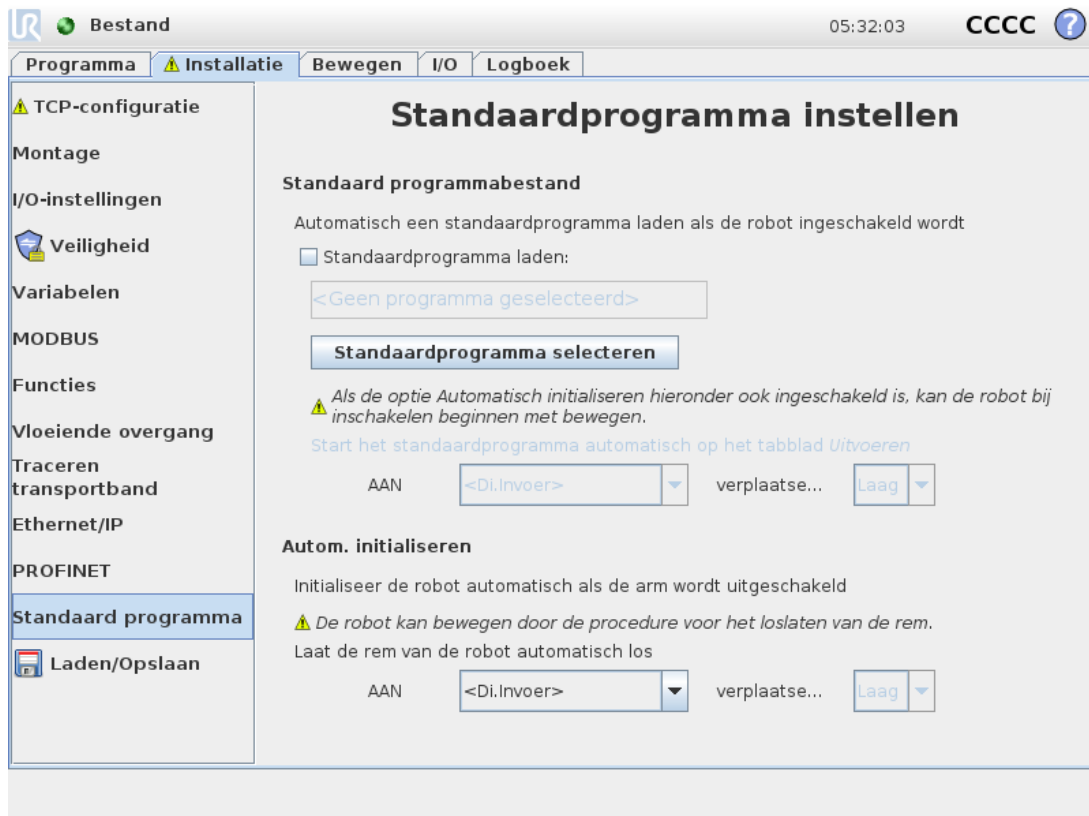 UR Bestand 05:32:03 CCCC ?
Programma Installatie Bewegen I/O Logboek
TCP-configuratie
Montage
I/O-instellingen
Veiligheid
Variabelen
MODBUS
Functies
Vloeiende overgang
Traceren
transportband
Ethernet/IP
PROFINET
Standaard programma
Laden/Opslaan
Standaardprogramma instellen
Standaard programmabestand
Automatisch een standaardprogramma laden als de robot ingeschakeld wordt
Standaardprogramma laden:
<Geen programma geselecteerd>
Standaardprogramma selecteren
Als de optie Automatisch initialiseren hieronder ook ingeschakeld is, kan de robot bij
inschakelen beginnen met bewegen.
Start het standaardprogramma automatisch op het tabblad Uitvoeren
AAN <Di.Invoer> verplaatse... Laag
Autom. initialiseren
Initialiseer de robot automatisch als de arm wordt uitgeschakeld
De robot kan bewegen door de procedure voor het loslaten van de rem.
Laat de rem van de robot automatisch los
AAN <Di.Invoer> verplaatse... Laag